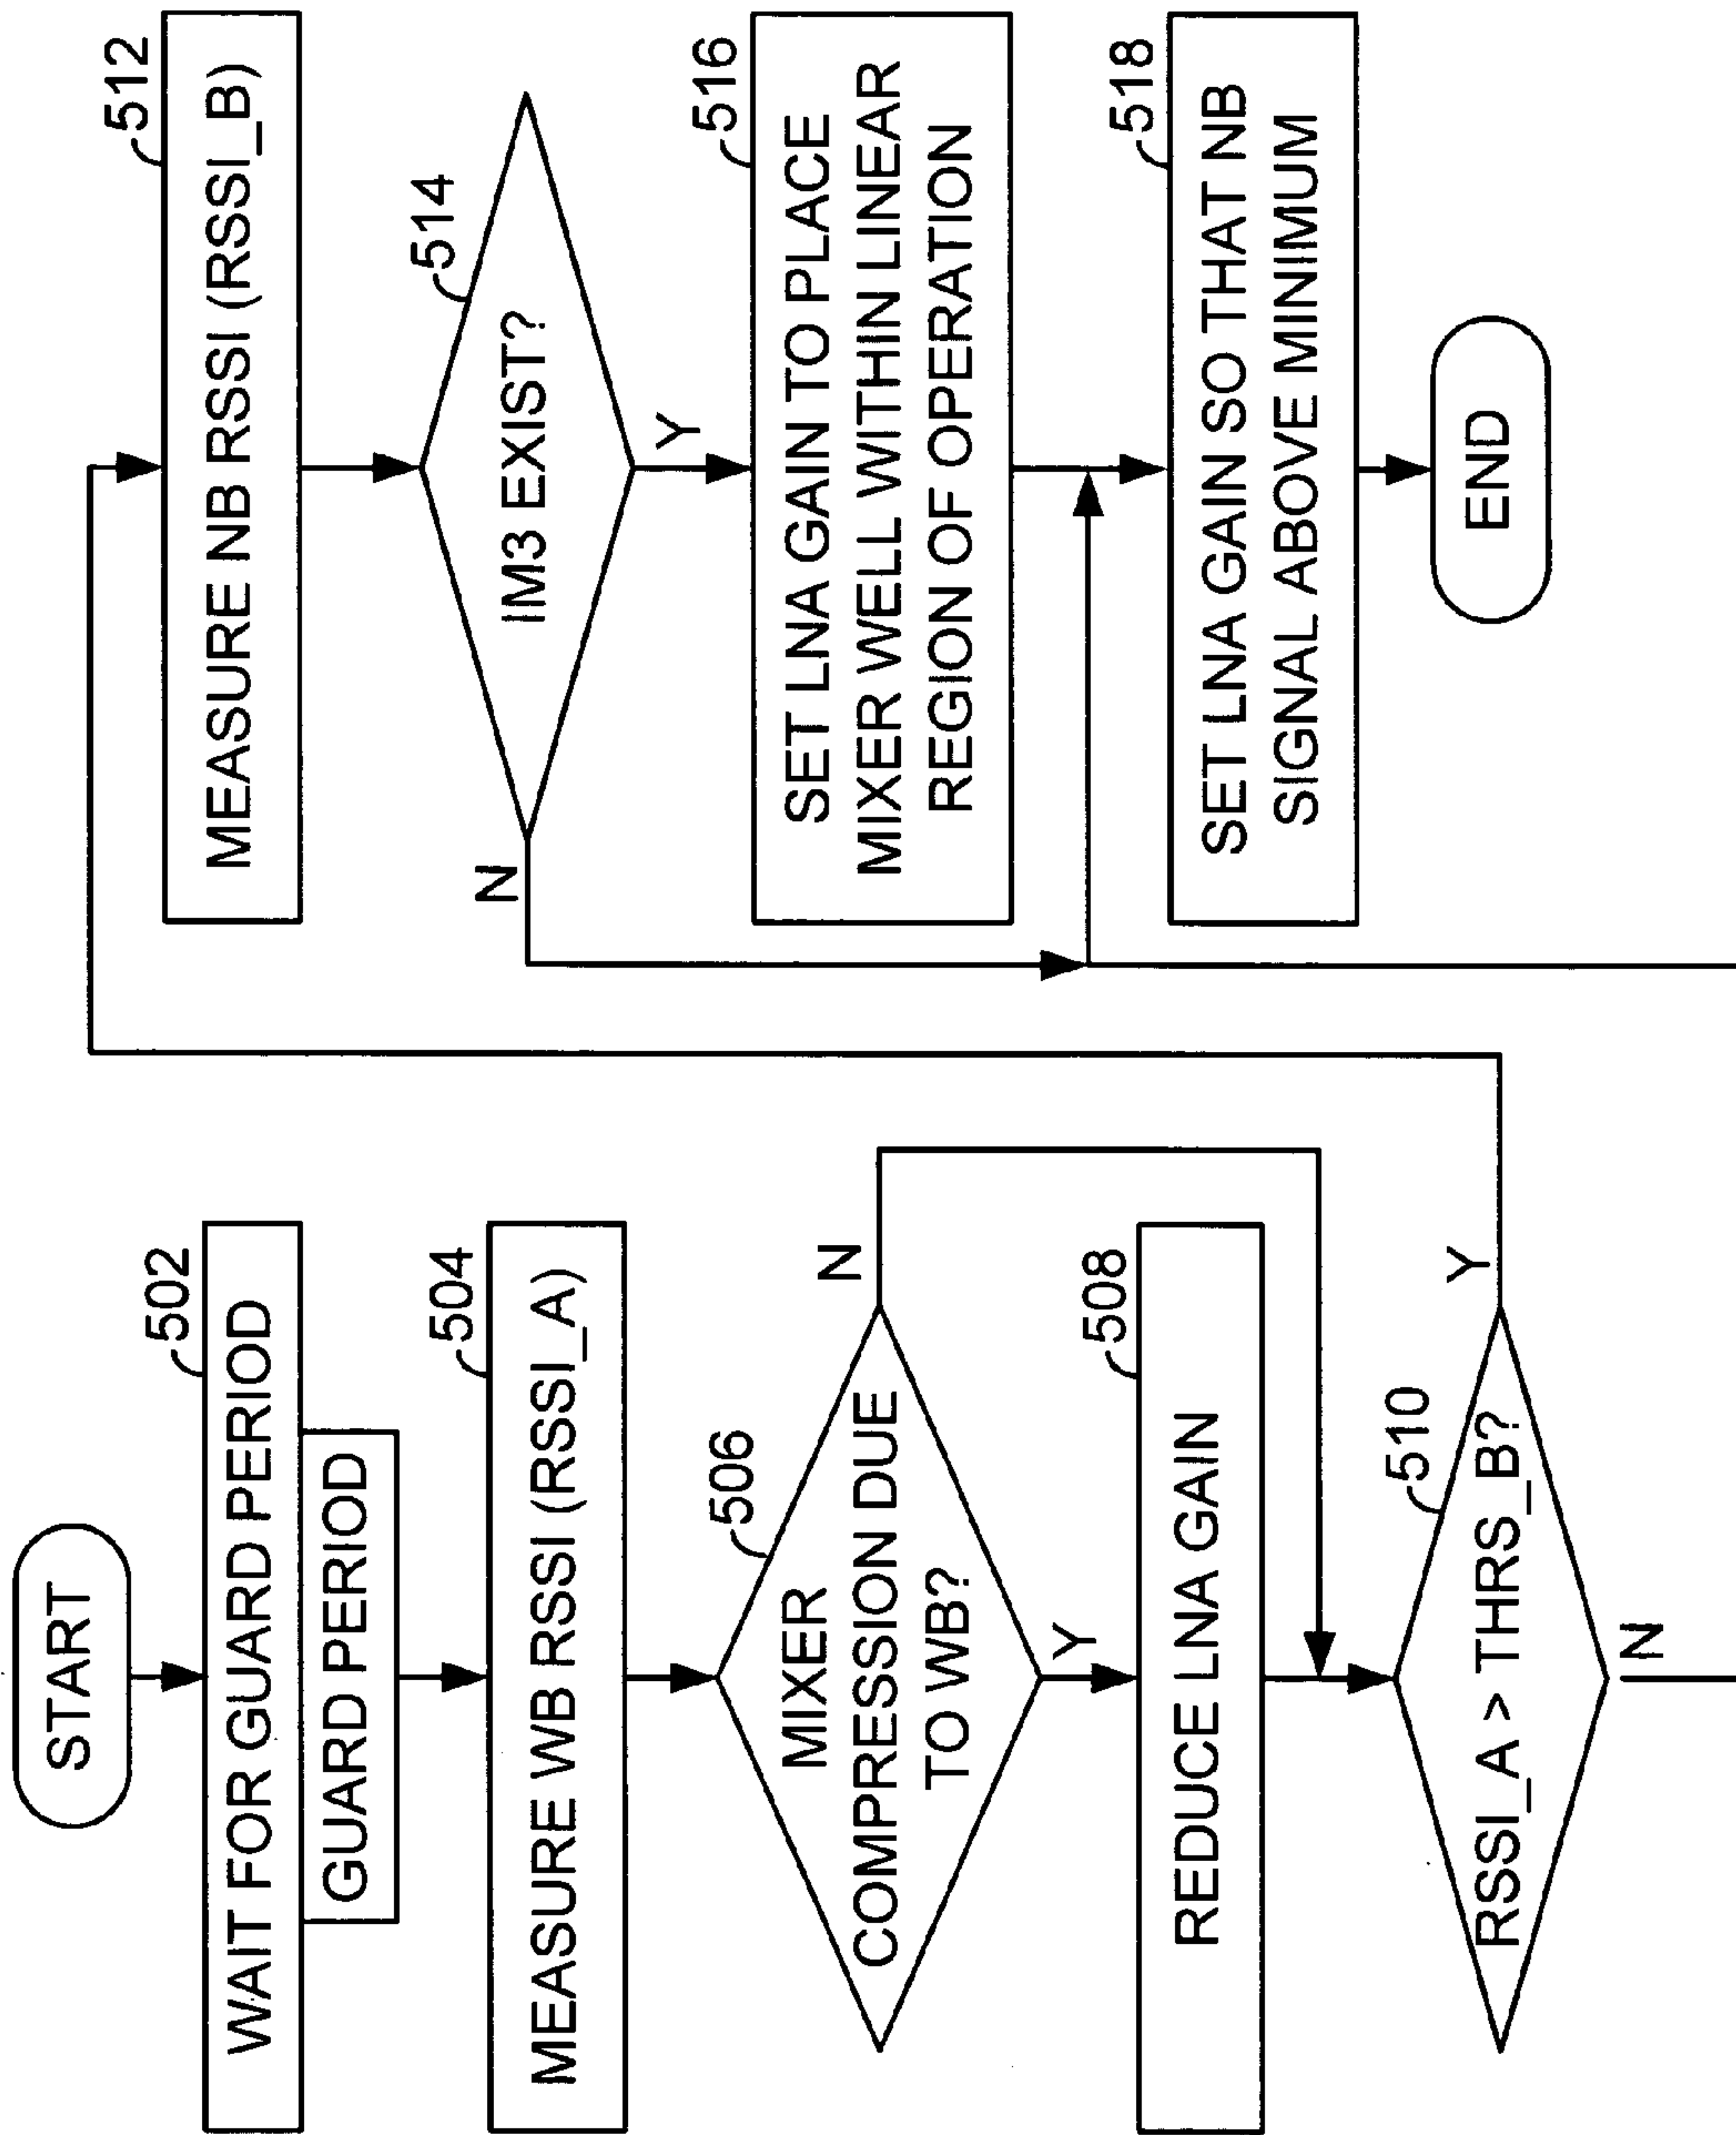 START
502
WAIT FOR GUARD PERIOD
GUARD PERIOD
504
MEASURE WB RSSI (RSSI_A)
506
MIXER
COMPRESSION DUE
TO WB?
N
Y
508
REDUCE LNA GAIN
510
RSSI_A > THRS_B?
Y
N
512
MEASURE NB RSSI (RSSI_B)
514
IM3 EXIST?
N
Y
516
SET LNA GAIN TO PLACE
MIXER WELL WITHIN LINEAR
REGION OF OPERATION
518
SET LNA GAIN SO THAT NB
SIGNAL ABOVE MINIMUM
END